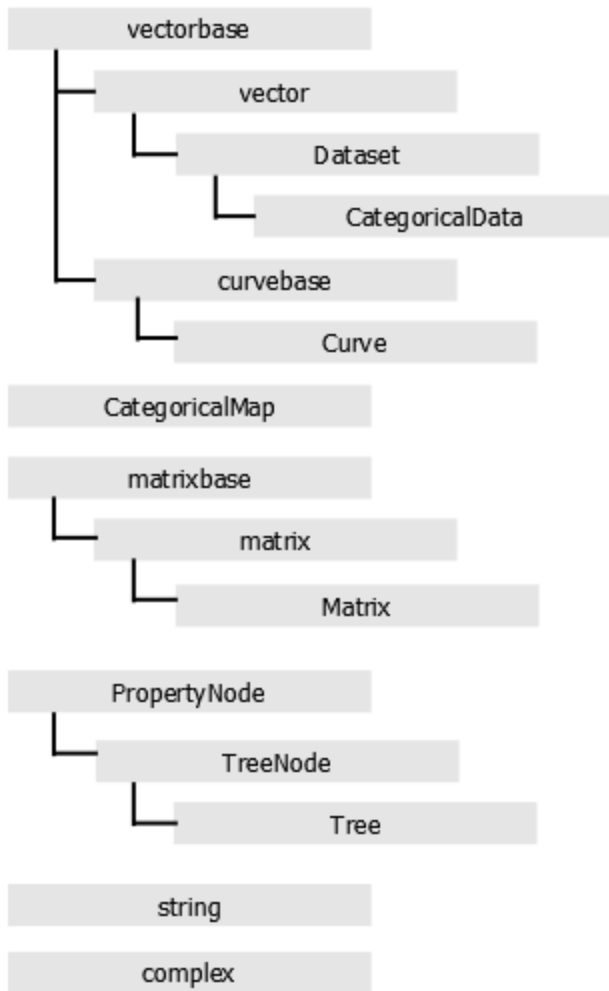 vectorbase
vector
Dataset
CategoricalData
curvebase
Curve
CategoricalMap
matrixbase
matrix
Matrix
PropertyNode
TreeNode
Tree
string
complex